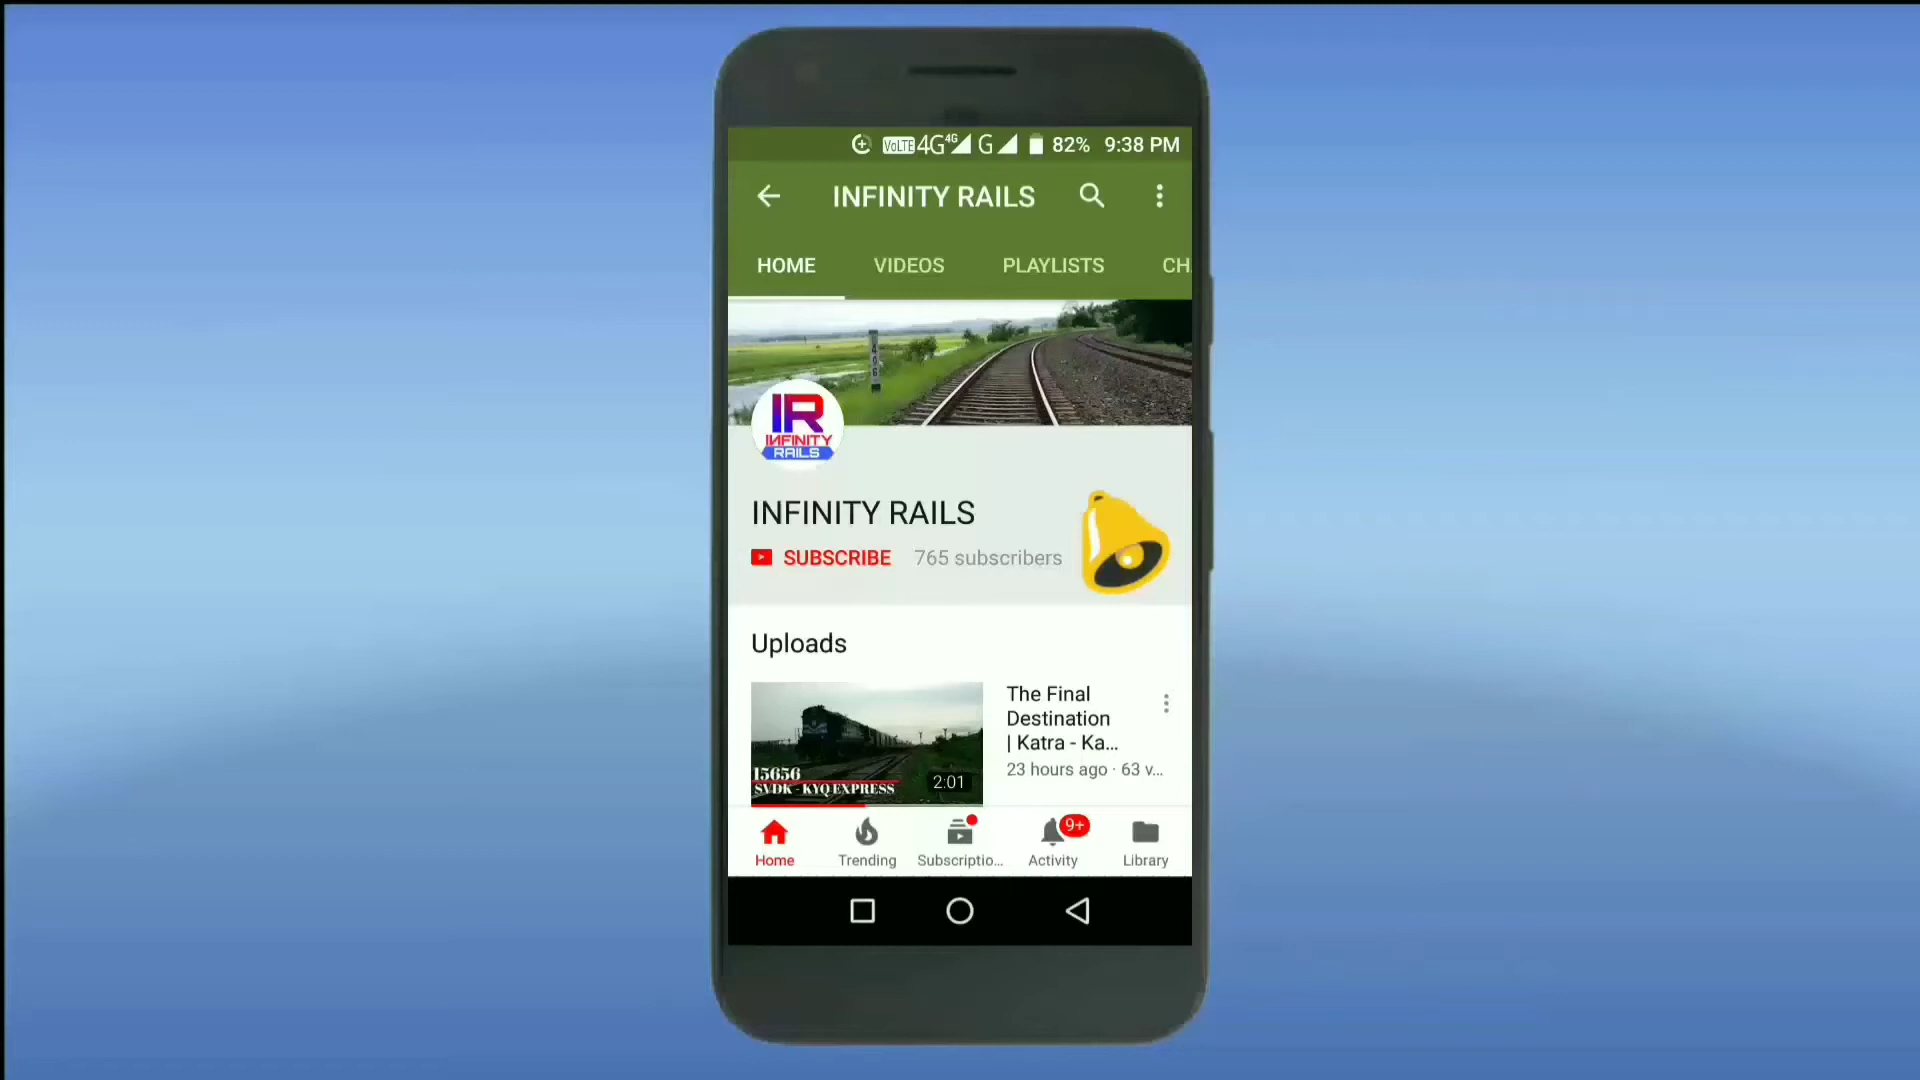 VoLTE 4G 4G G 82% 9:38 PM
INFINITY RAILS
HOME VIDEOS PLAYLISTS CH
406
IR
INFINITY
RAILS
INFINITY RAILS
SUBSCRIBE 765 subscribers
Uploads
The Final
Destination
| Katra - Ka...
23 hours ago · 63 v...
15656
SVDK - KYQ EXPRESS
2:01
9+
Home Trending Subscriptio... Activity Library